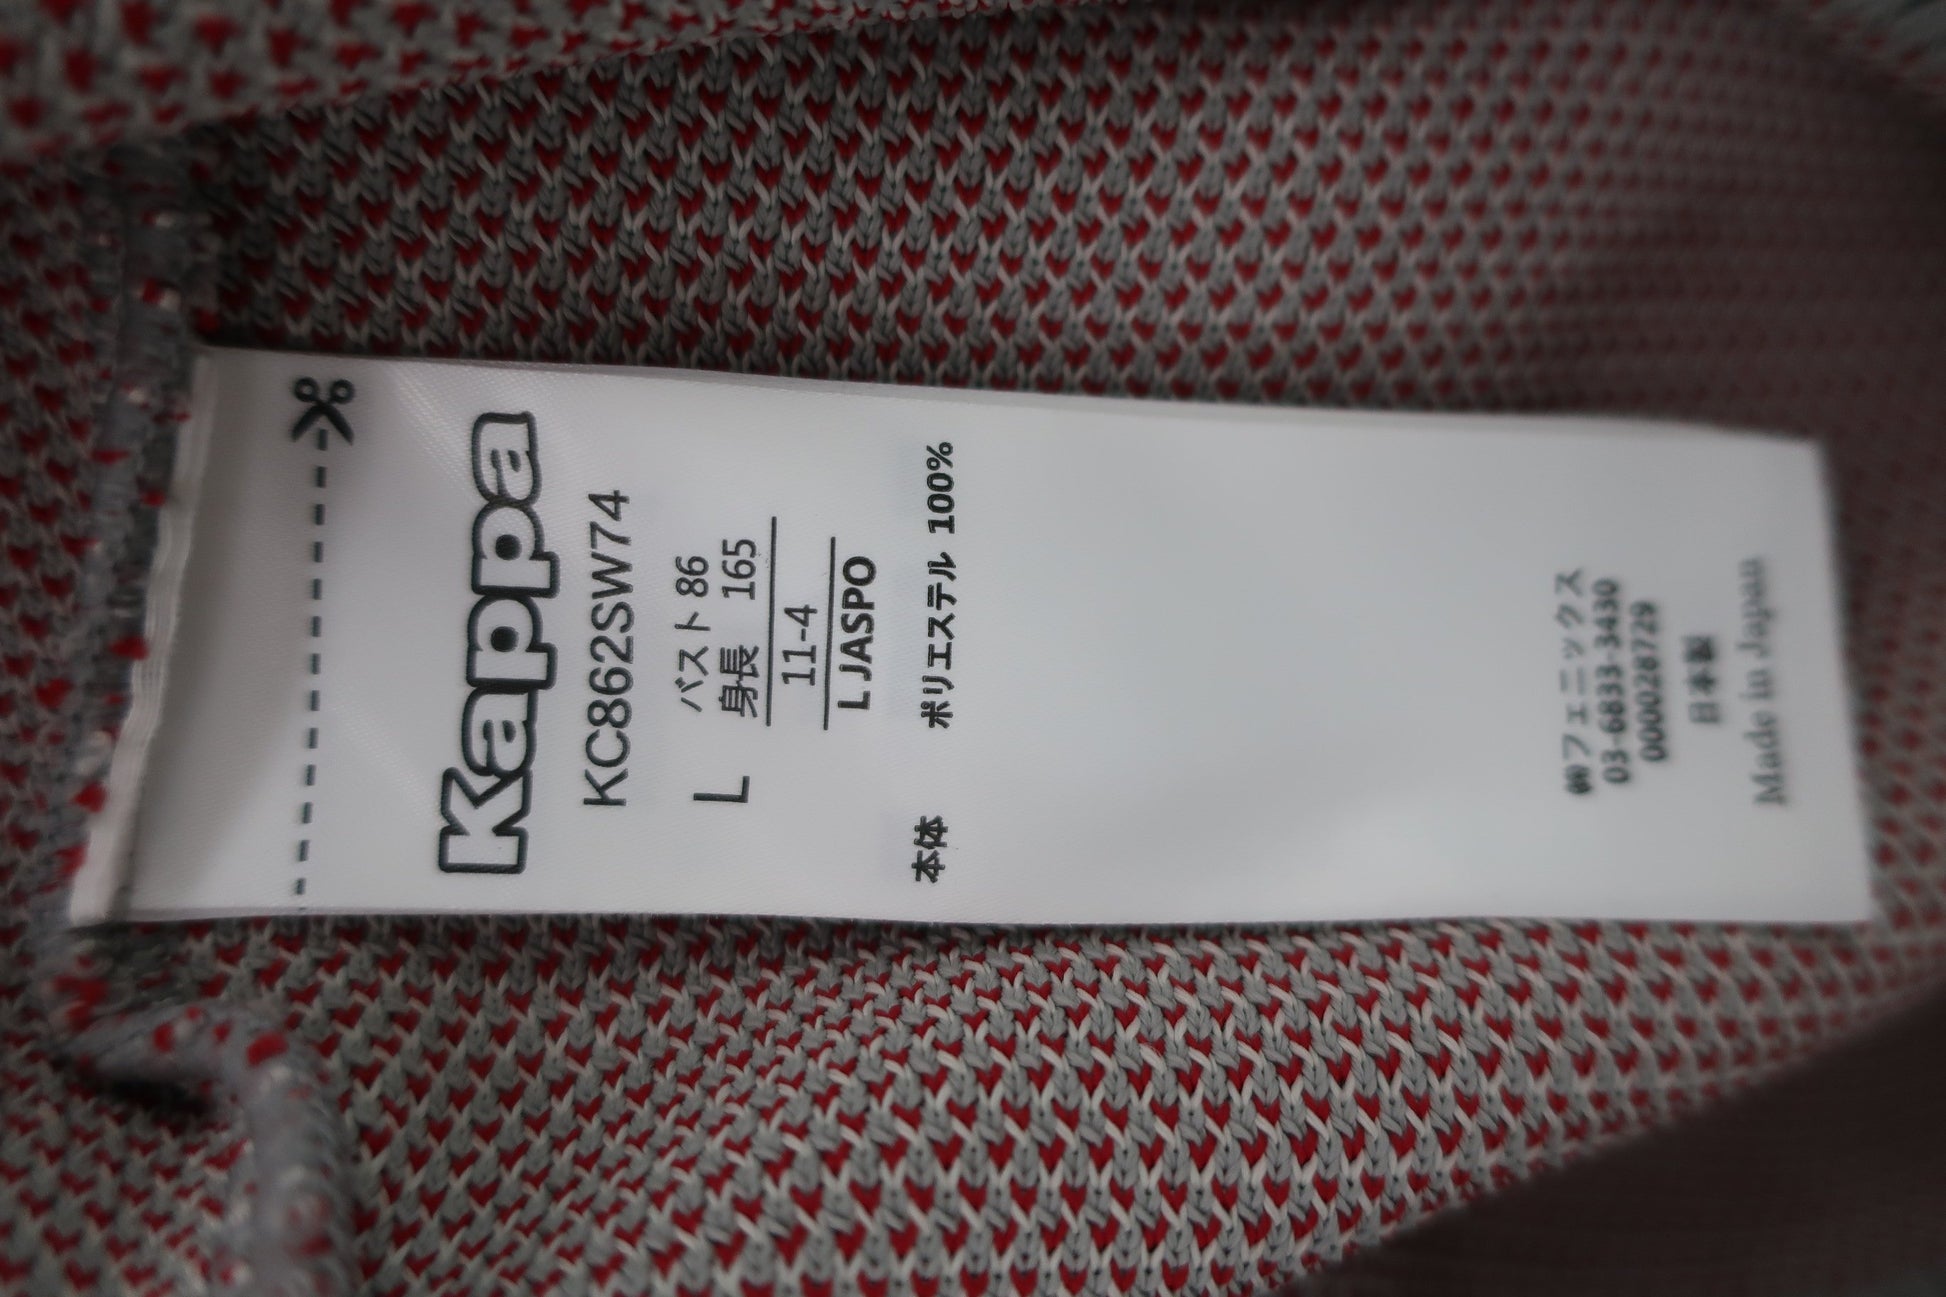 Kappa
KC862SW74
L バスト 86
身長 165
11-4
L JASPO
本体 ポリエステル 100%
㈱フェニックス
03-6833-3430
0000287729
日本製
Made in Japan